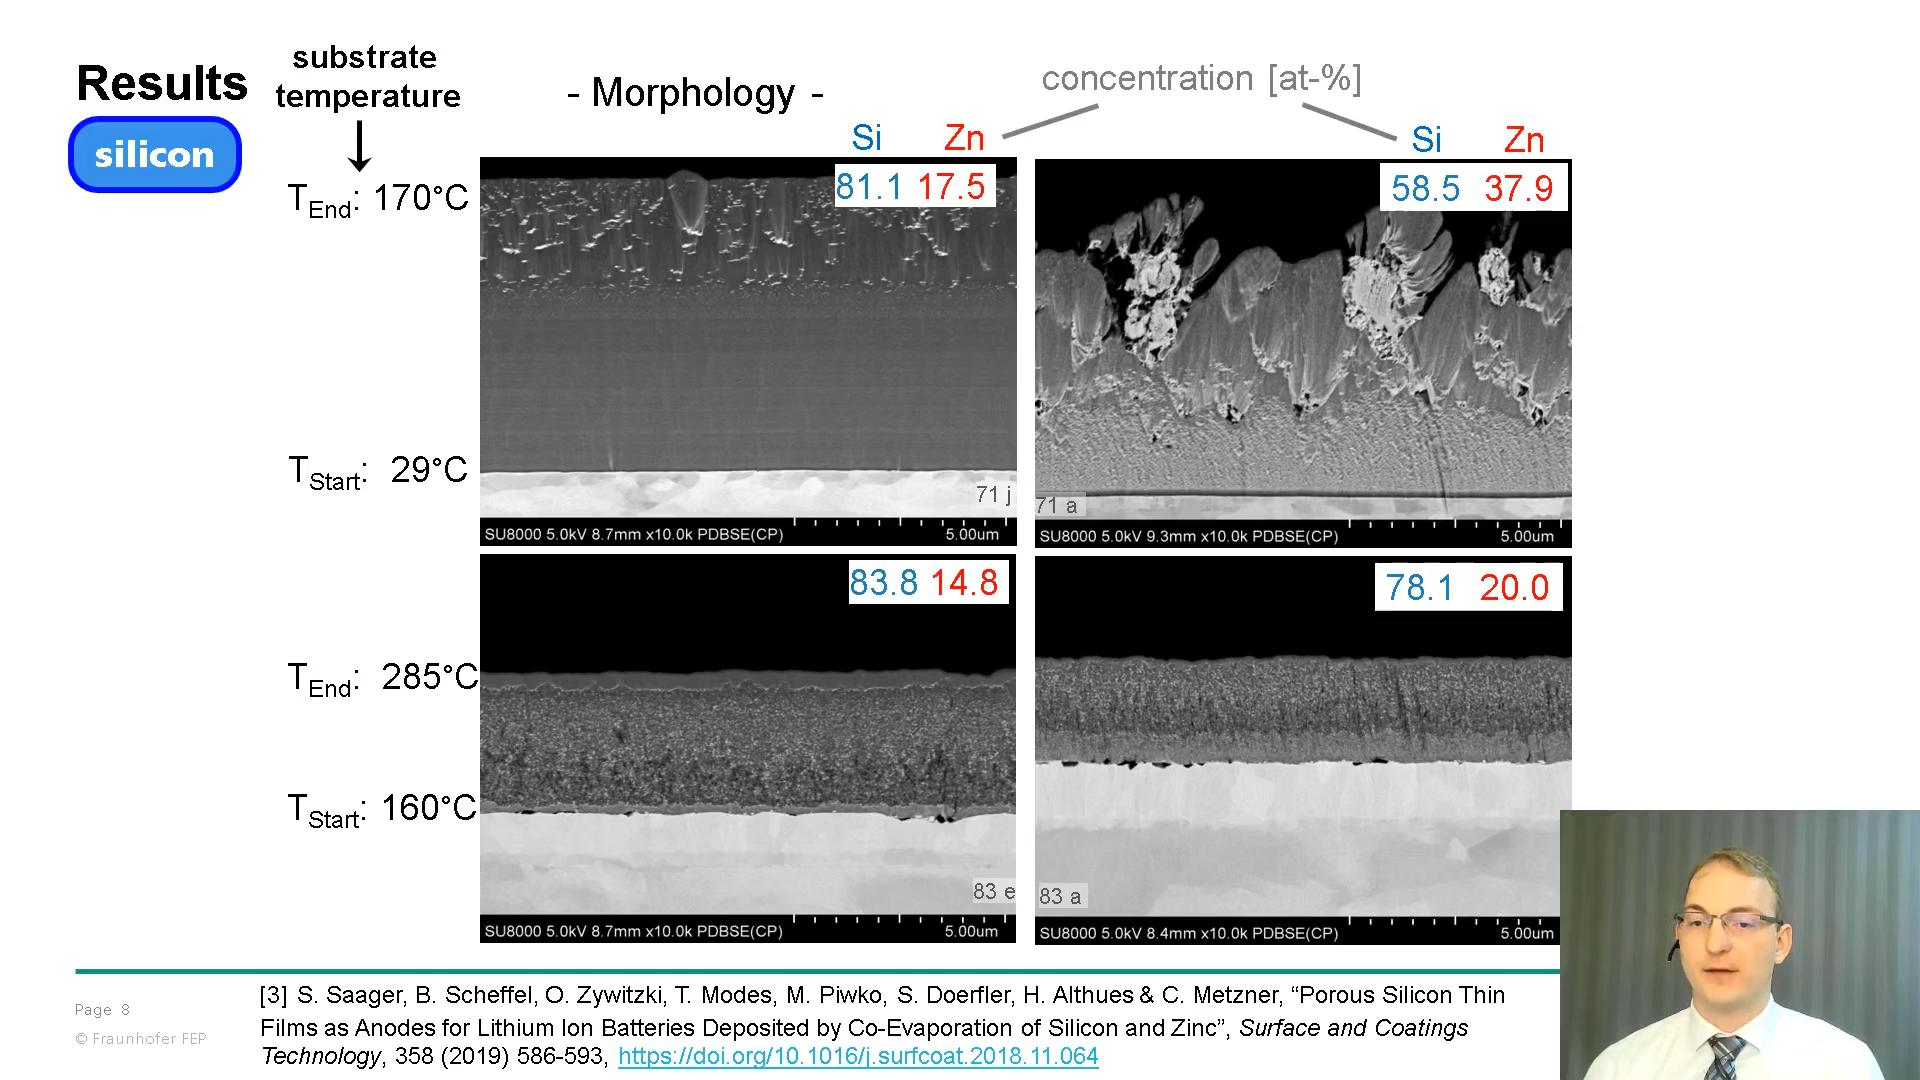 Results
silicon
substrate
temperature
- Morphology -
concentration [at-%]
Si Zn
Si Zn
TEnd: 170°C
81.1 17.5
58.5 37.9
TStart: 29°C
71 j
71 a
SU8000 5.0kV 8.7mm x10.0k PDBSE(CP) 5.00um
SU8000 5.0kV 9.3mm x10.0k PDBSE(CP) 5.00um
83.8 14.8
78.1 20.0
TEnd: 285°C
TStart: 160°C
83 e
83 a
SU8000 5.0kV 8.7mm x10.0k PDBSE(CP) 5.00um
SU8000 5.0kV 8.4mm x10.0k PDBSE(CP) 5.00um
Page 8
© Fraunhofer FEP
[3] S. Saager, B. Scheffel, O. Zywitzki, T. Modes, M. Piwko, S. Doerfler, H. Althues & C. Metzner, “Porous Silicon Thin
Films as Anodes for Lithium Ion Batteries Deposited by Co-Evaporation of Silicon and Zinc”, Surface and Coatings
Technology, 358 (2019) 586-593, https://doi.org/10.1016/j.surfcoat.2018.11.064